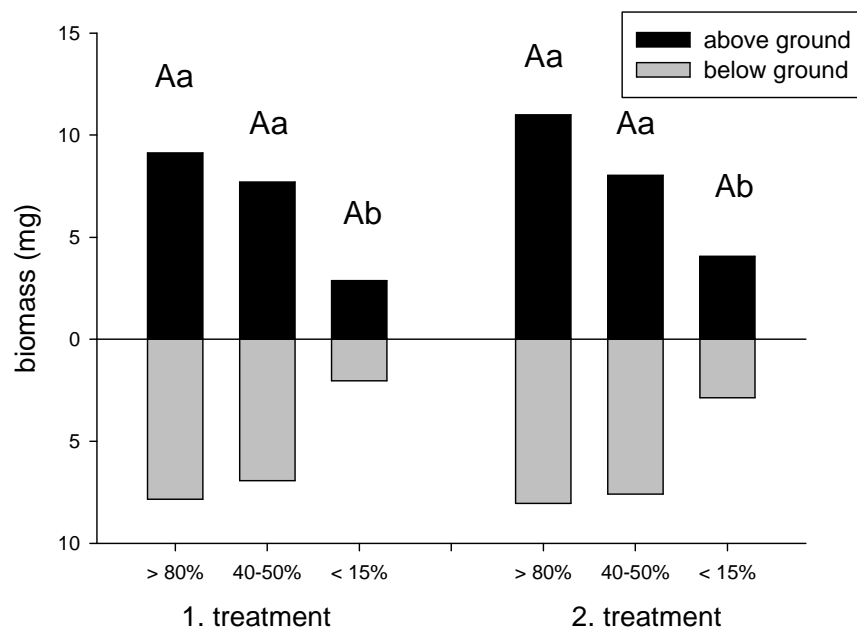 15
10
5
0
5
10
biomass (mg)
above ground
below ground
Aa
Aa
Ab
Aa
Aa
Ab
> 80%
40-50%
< 15%
> 80%
40-50%
< 15%
1. treatment
2. treatment